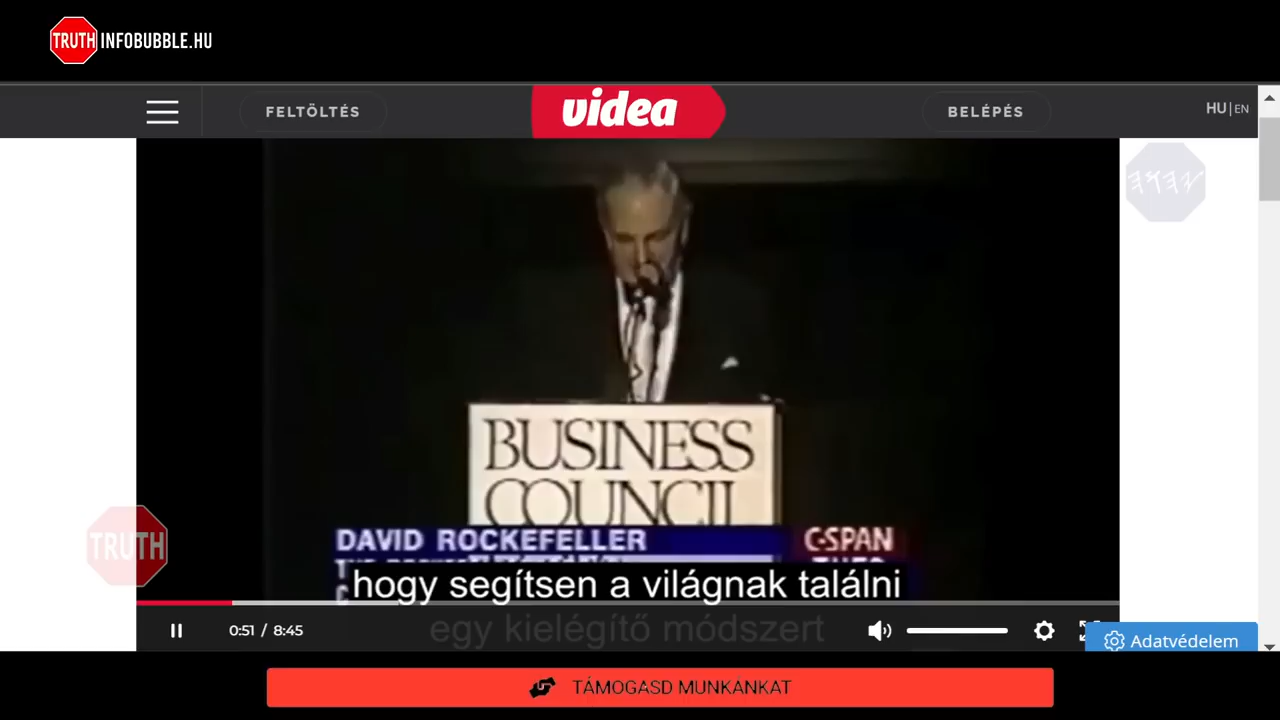 TRUTH INFOBUBBLE.HU
FELTÖLTÉS
videa
BELÉPÉS
HU|EN
BUSINESS
COUNCIL
DAVID ROCKEFELLER
C-SPAN
hogy segítsen a világnak találni
egy kielégítő módszert
TRUTH
0:51 / 8:45
Adatvédelem
TÁMOGASD MUNKANKAT